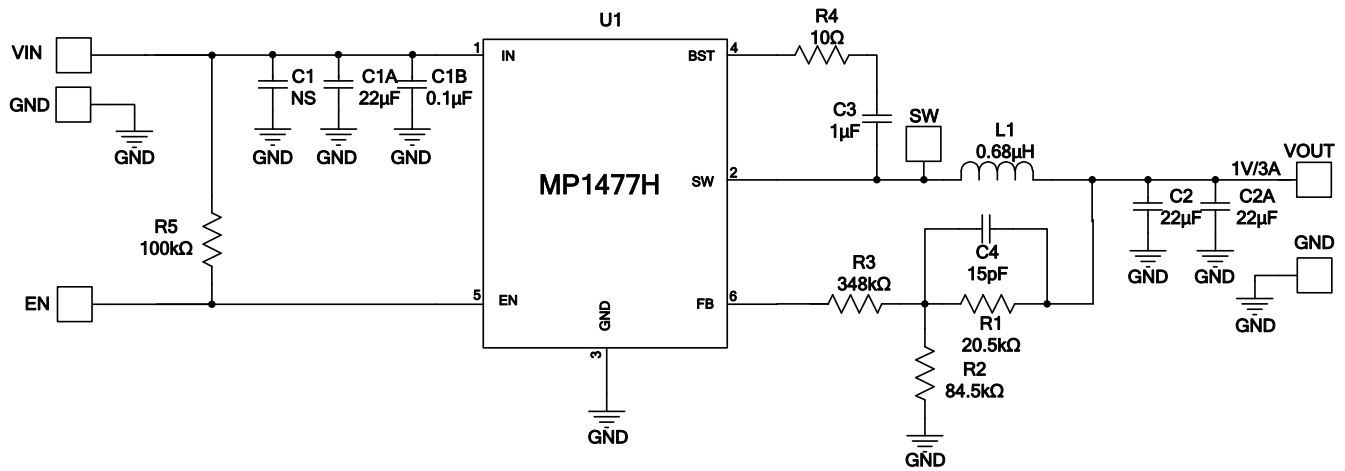 U1
R4
10Ω
VIN
1
IN
BST
4
C1
NS
C1A
22µF
C1B
0.1µF
GND
GND
GND
GND
GND
C3
1µF
SW
L1
0.68µH
MP1477H
SW
2
1V/3A
VOUT
C2
22µF
C2A
22µF
GND
GND
GND
GND
R5
100kΩ
C4
15pF
R3
348kΩ
EN
5
EN
FB
6
GND
3
R1
20.5kΩ
R2
84.5kΩ
GND
GND